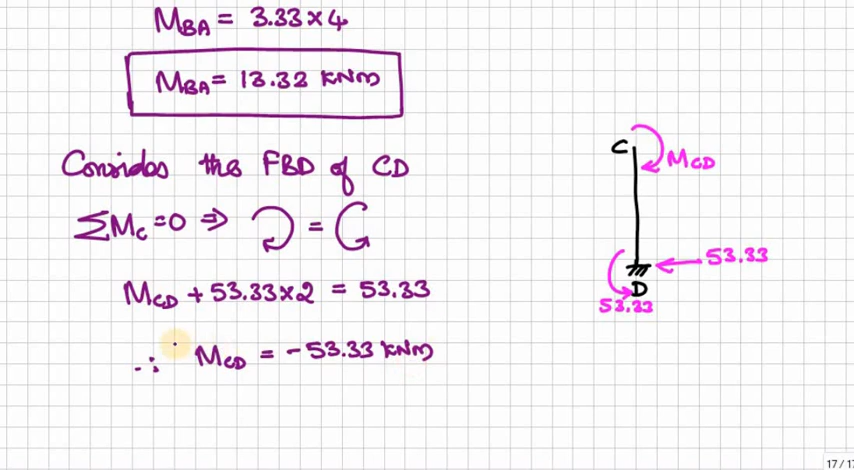 MBA = 3.33×4
MBA = 13.32 kNm
Consider the FBD of CD
ΣMc=0 ⇒ =
MCD + 53.33×2 = 53.33
∴ MCD = -53.33 kNm
C
MCD
53.33
D
53.33
17 / 17